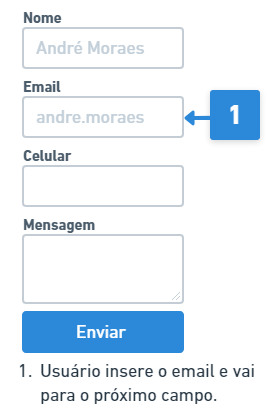 Nome
André Moraes
Email
andre.moraes
1
Celular
Mensagem
Enviar
1. Usuário insere o email e vai
para o próximo campo.